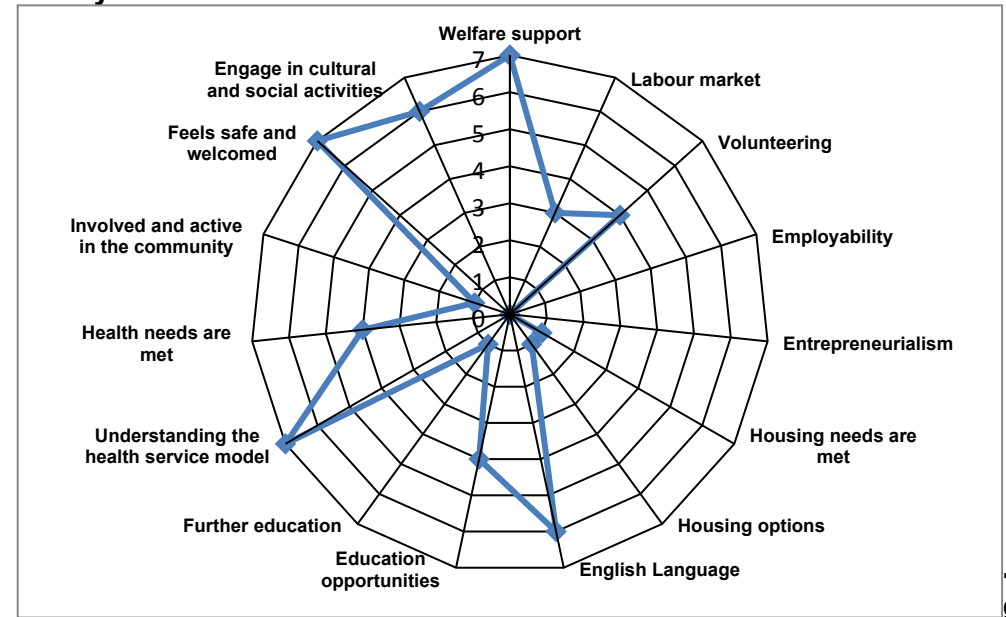 Welfare support
Labour market
Volunteering
Employability
Entrepreneurialism
Housing needs are
met
Housing options
English Language
Education
opportunities
Further education
Understanding the
health service model
Health needs are
met
Involved and active
in the community
Feels safe and
welcomed
Engage in cultural
and social activities
7
6
5
4
3
2
1
0